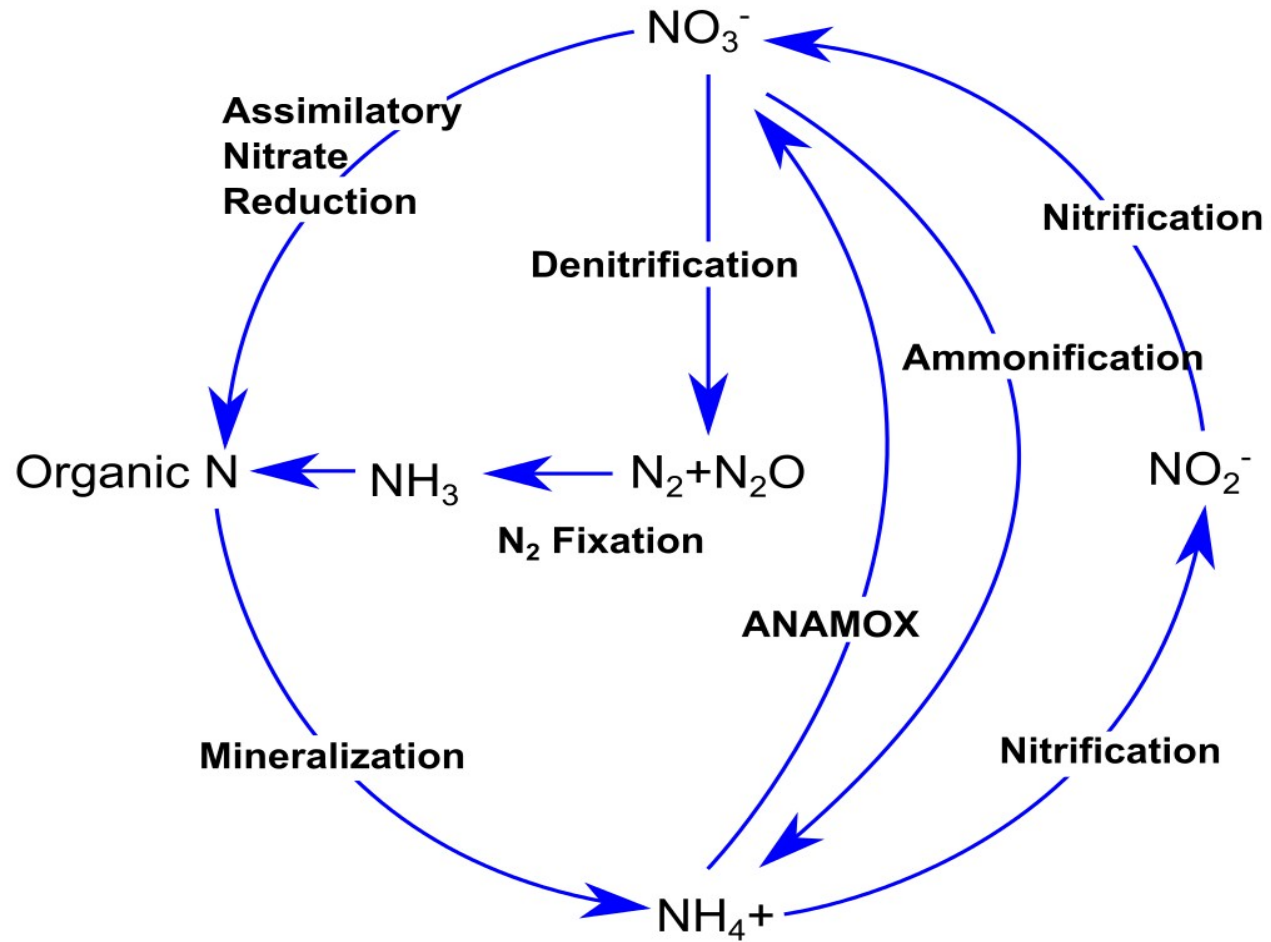 NO₃⁻
Assimilatory
Nitrate
Reduction
Nitrification
Denitrification
Ammonification
Organic N
NH₃
N₂+N₂O
NO₂⁻
N₂ Fixation
ANAMOX
Mineralization
Nitrification
NH₄+